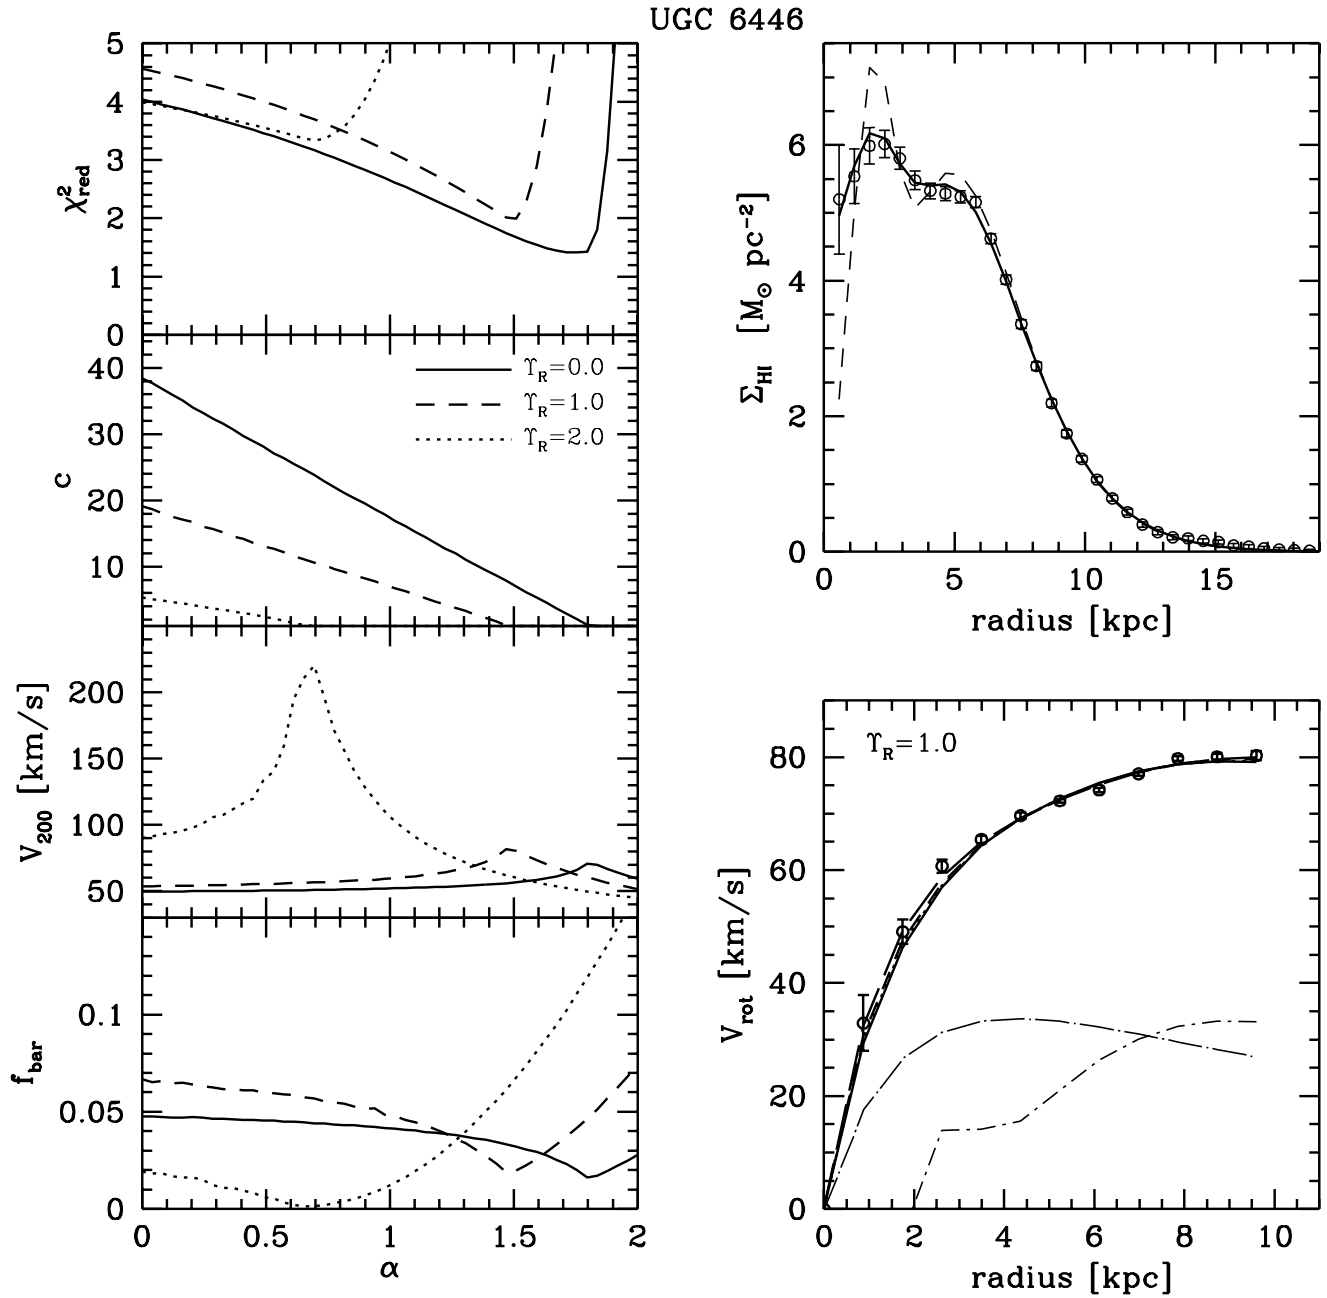 UGC 6446
5
4
3
2
1
0
χ²red
40
30
20
10
c
ϒR=0.0
ϒR=1.0
ϒR=2.0
200
150
100
50
V200 [km/s]
0.1
0.05
0
fbar
0 0.5 1 1.5 2
α
6
4
2
0
ΣHI [M⊙ pc⁻²]
0 5 10 15
radius [kpc]
ϒR=1.0
80
60
40
20
0
Vrot [km/s]
0 2 4 6 8 10
radius [kpc]